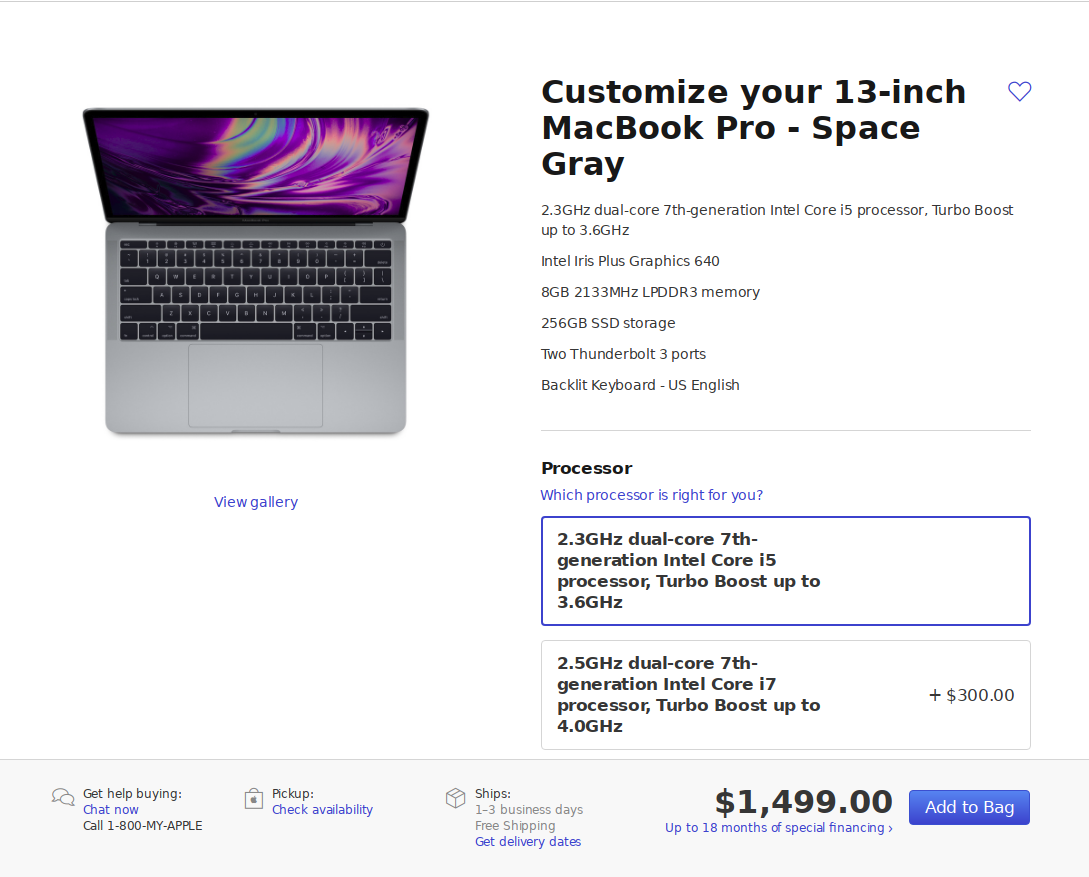 Customize your 13-inch
MacBook Pro - Space
Gray
2.3GHz dual-core 7th-generation Intel Core i5 processor, Turbo Boost
up to 3.6GHz
Intel Iris Plus Graphics 640
8GB 2133MHz LPDDR3 memory
256GB SSD storage
Two Thunderbolt 3 ports
Backlit Keyboard - US English
View gallery
Processor
Which processor is right for you?
2.3GHz dual-core 7th-
generation Intel Core i5
processor, Turbo Boost up to
3.6GHz
2.5GHz dual-core 7th-
generation Intel Core i7
processor, Turbo Boost up to
4.0GHz
+ $300.00
Get help buying:
Chat now
Call 1-800-MY-APPLE
Pickup:
Check availability
Ships:
1–3 business days
Free Shipping
Get delivery dates
$1,499.00
Up to 18 months of special financing ›
Add to Bag